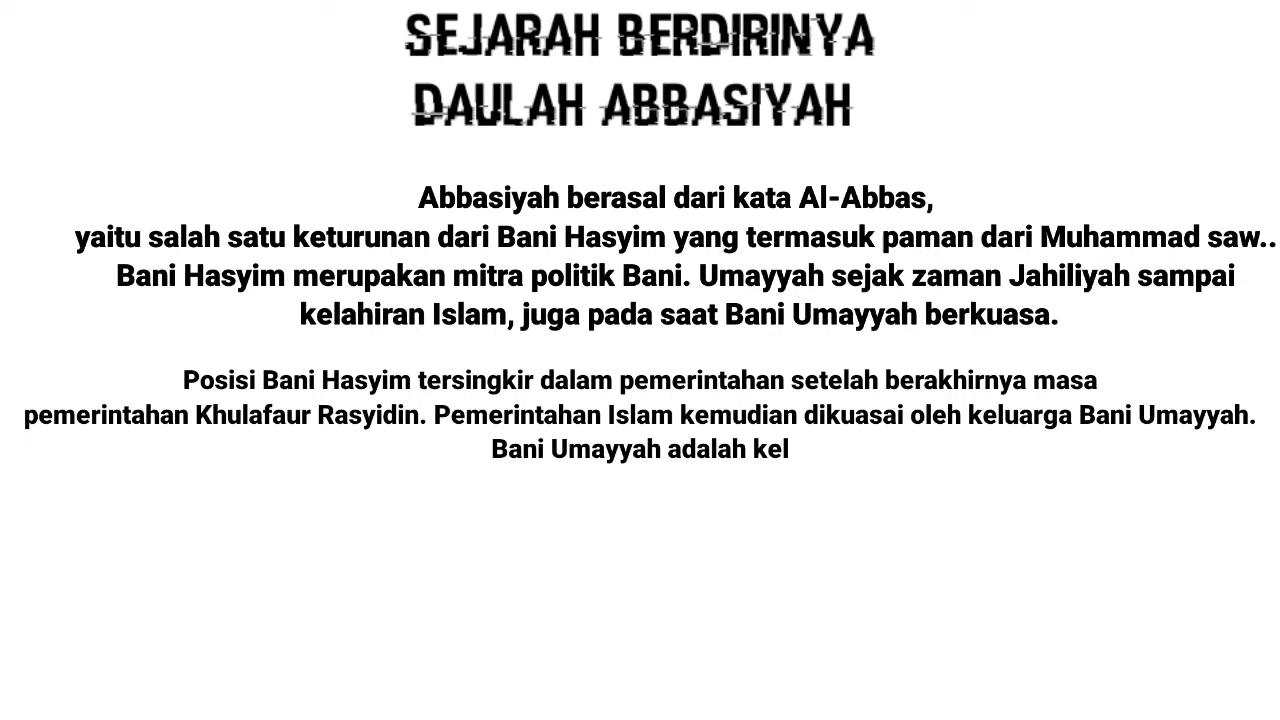 SEJARAH BERDIRINYA
DAULAH ABBASIYAH
Abbasiyah berasal dari kata Al-Abbas,
yaitu salah satu keturunan dari Bani Hasyim yang termasuk paman dari Muhammad saw..
Bani Hasyim merupakan mitra politik Bani. Umayyah sejak zaman Jahiliyah sampai
kelahiran Islam, juga pada saat Bani Umayyah berkuasa.
Posisi Bani Hasyim tersingkir dalam pemerintahan setelah berakhirnya masa
pemerintahan Khulafaur Rasyidin. Pemerintahan Islam kemudian dikuasai oleh keluarga Bani Umayyah.
Bani Umayyah adalah kel